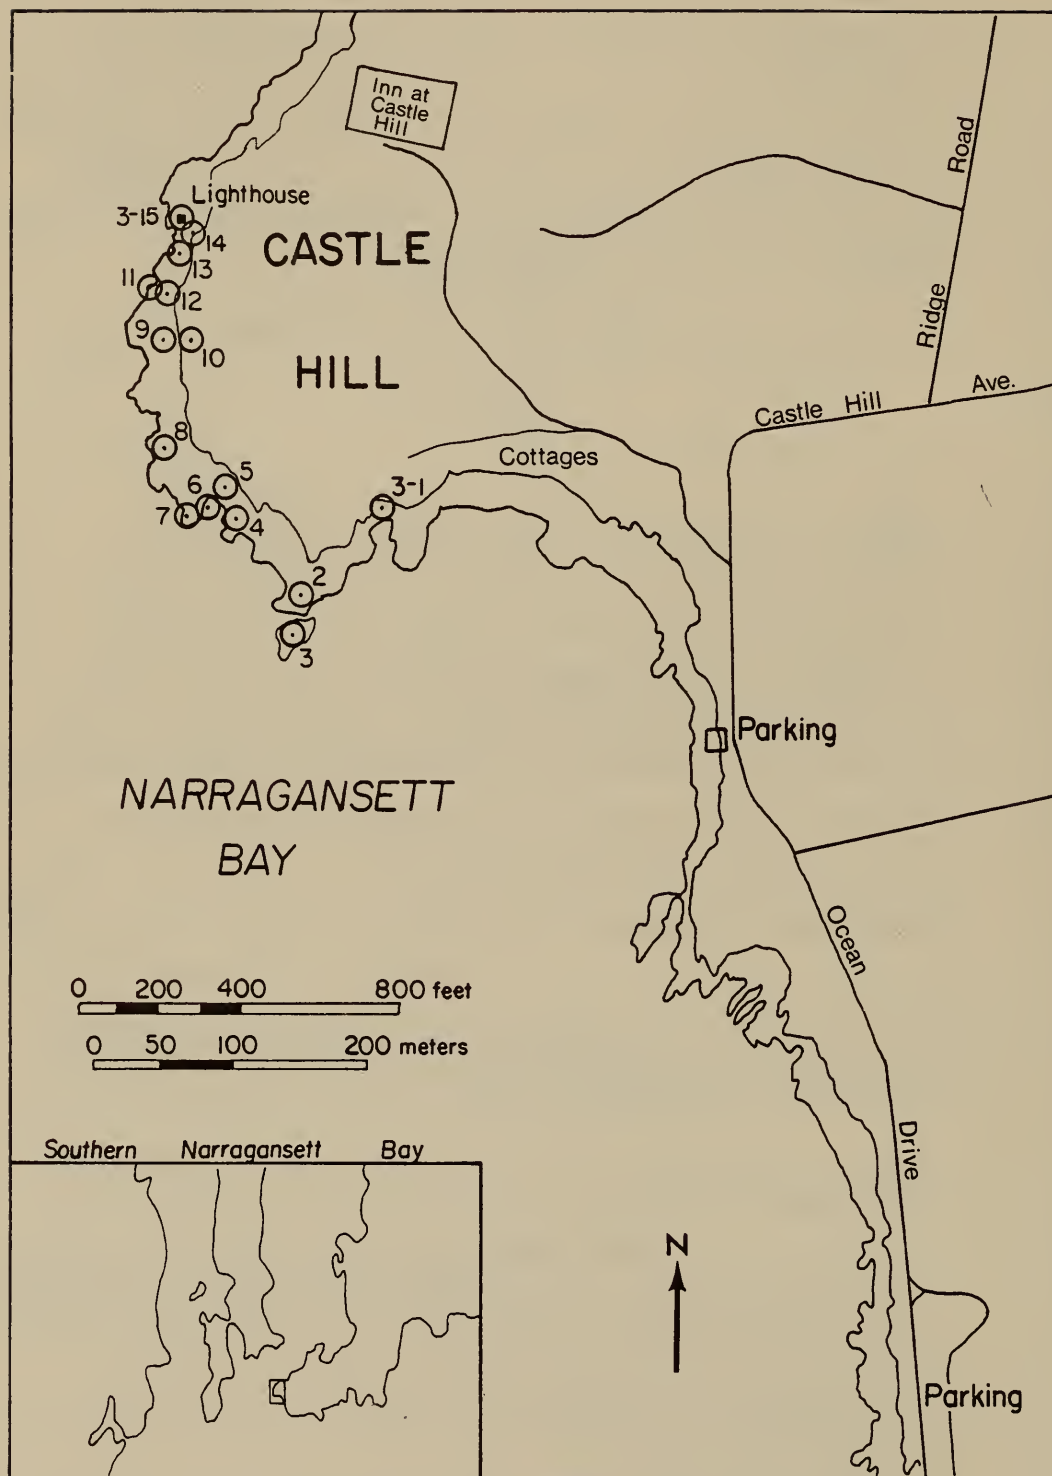 Inn at
Castle
Hill
Road
Lighthouse
3-15
14
CASTLE
13
11
12
Ridge
9
10
HILL
Ave.
Castle Hill
8
Cottages
5
3-1
6
7
4
2
3
Parking
NARRAGANSETT
BAY
Ocean
0 200 400 800 feet
0 50 100 200 meters
Drive
Southern Narragansett Bay
N
Parking